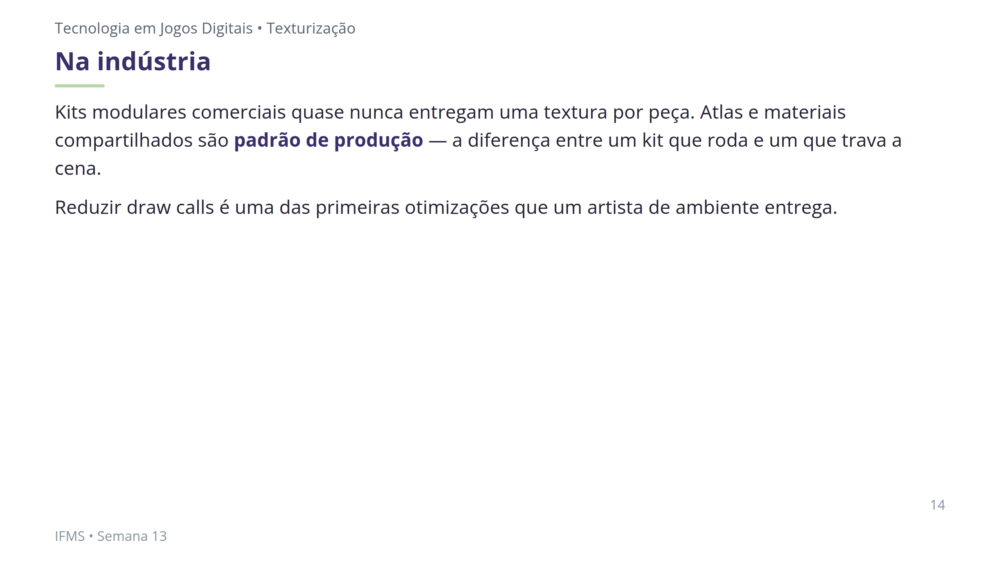 Tecnologia em Jogos Digitais • Texturização
Na indústria
Kits modulares comerciais quase nunca entregam uma textura por peça. Atlas e materiais
compartilhados são padrão de produção — a diferença entre um kit que roda e um que trava a
cena.
Reduzir draw calls é uma das primeiras otimizações que um artista de ambiente entrega.
14
IFMS • Semana 13